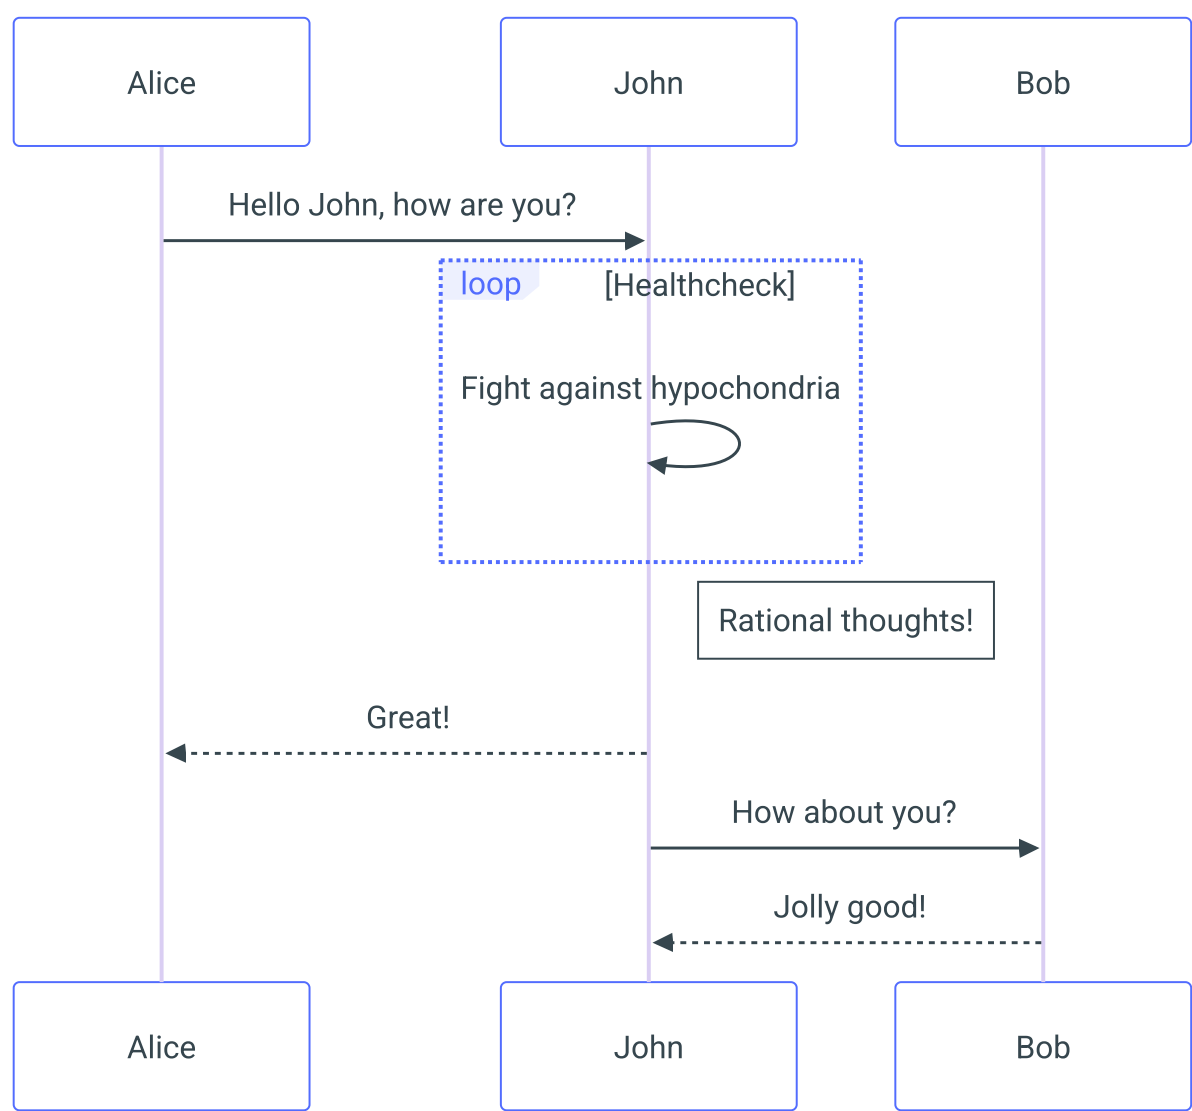 Alice
John
Bob
Hello John, how are you?
loop
[Healthcheck]
Fight against hypochondria
Rational thoughts!
Great!
How about you?
Jolly good!
Alice
John
Bob